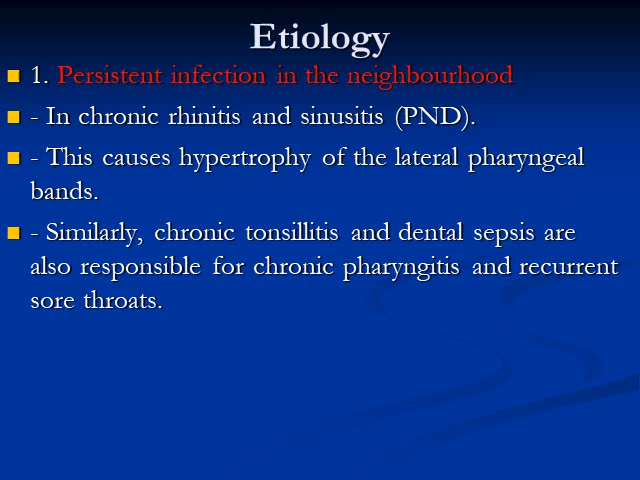 Etiology
1. Persistent infection in the neighbourhood
- In chronic rhinitis and sinusitis (PND).
- This causes hypertrophy of the lateral pharyngeal
bands.
- Similarly, chronic tonsillitis and dental sepsis are
also responsible for chronic pharyngitis and recurrent
sore throats.